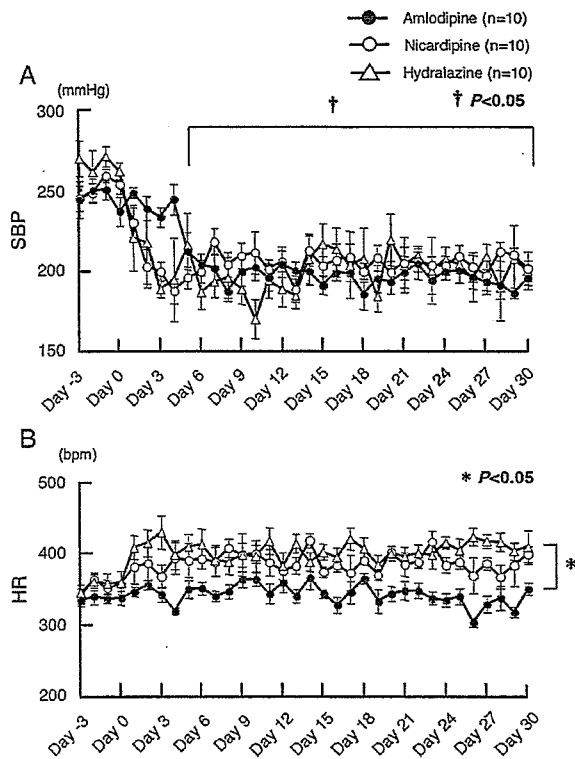 Amlodipine (n=10)
Nicardipine (n=10)
Hydralazine (n=10)
A
(mmHg)
† † P<0.05
300
250
200
150
SBP
Day -3 Day 0 Day 3 Day 6 Day 9 Day 12 Day 15 Day 18 Day 21 Day 24 Day 27 Day 30
B
(bpm)
* P<0.05
500
400
300
200
HR
*
Day -3 Day 0 Day 3 Day 6 Day 9 Day 12 Day 15 Day 18 Day 21 Day 24 Day 27 Day 30